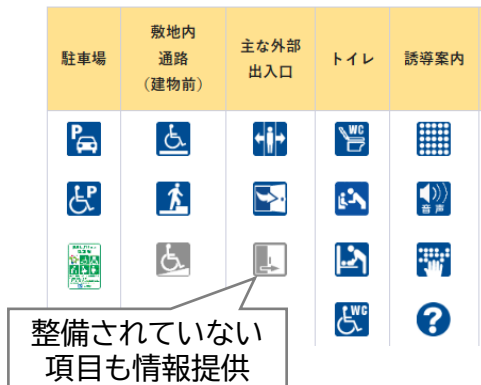 駐車場
敷地内
通路
（建物前）
主な外部
出入口
トイレ
誘導案内
P
WC
P
音声
WC
?
整備されていない
項目も情報提供